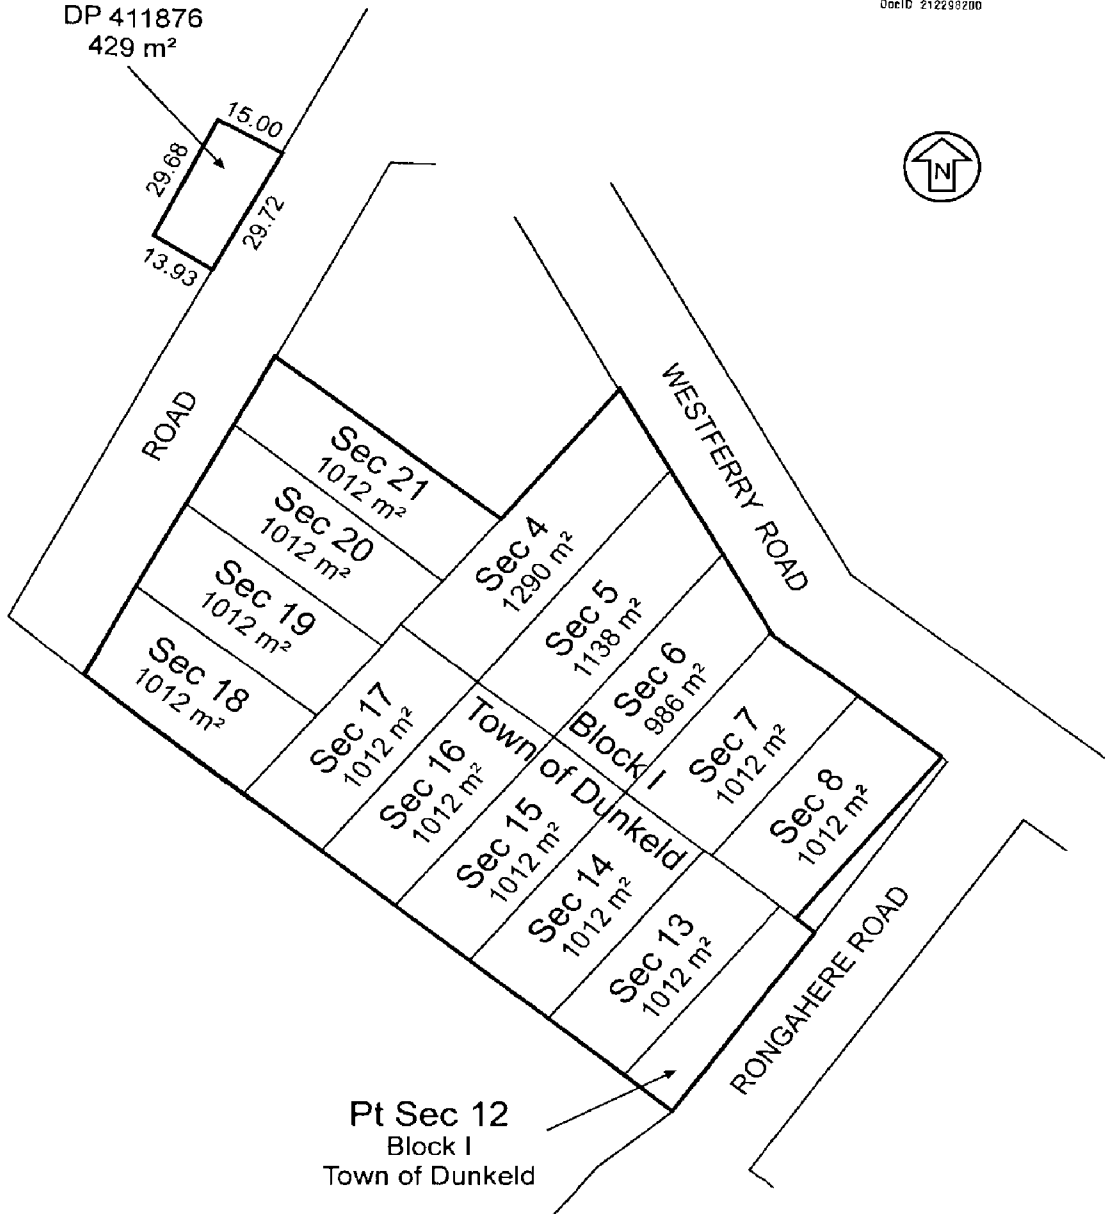 DocID 212298200
DP 411876
429 m²
15.00
29.68
29.72
13.93
N
ROAD
WESTFERRY ROAD
Sec 21
1012 m²
Sec 20
1012 m²
Sec 19
1012 m²
Sec 18
1012 m²
Sec 4
1290 m²
Sec 5
1138 m²
Sec 6
986 m²
Sec 7
1012 m²
Sec 8
1012 m²
Block I
Town of Dunkeld
Sec 17
1012 m²
Sec 16
1012 m²
Sec 15
1012 m²
Sec 14
1012 m²
Sec 13
1012 m²
RONGAHERE ROAD
Pt Sec 12
Block I
Town of Dunkeld